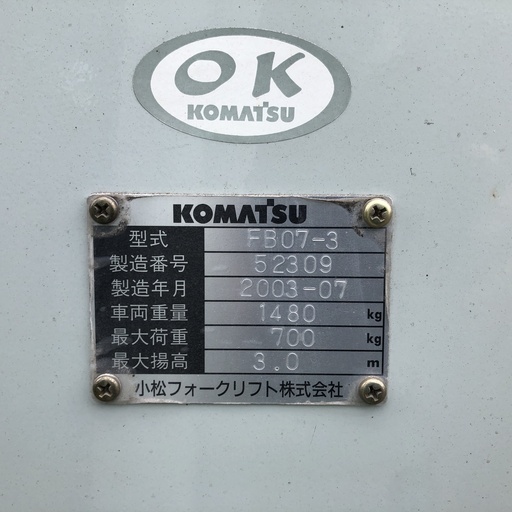 OK
KOMATSU
KOMATSU
型式 FB07-3
製造番号 52309
製造年月 2003-07
車両重量 1480 kg
最大荷重 700 kg
最大揚高 3.0 m
小松フォークリフト株式会社